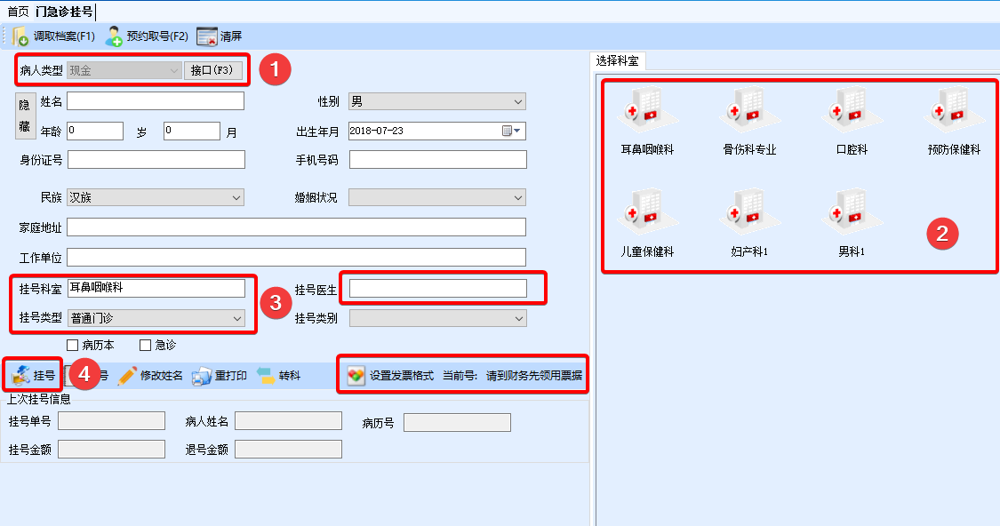 首页 门急诊挂号
调取档案(F1) 预约取号(F2) 清屏
病人类型 现金 接口(F3) 1
隐藏
姓名 性别 男
年龄 0 岁 0 月 出生年月 2018-07-23
身份证号 手机号码
民族 汉族 婚姻状况
家庭地址
工作单位
挂号科室 耳鼻咽喉科 挂号医生
3
挂号类型 普通门诊 挂号类别
病历本 急诊
挂号 4 号 修改姓名 重打印 转科 设置发票格式 当前号: 请到财务先领用票据
上次挂号信息
挂号单号 病人姓名 病历号
挂号金额 退号金额
选择科室
耳鼻咽喉科 骨伤科专业 口腔科 预防保健科
2
儿童保健科 妇产科1 男科1